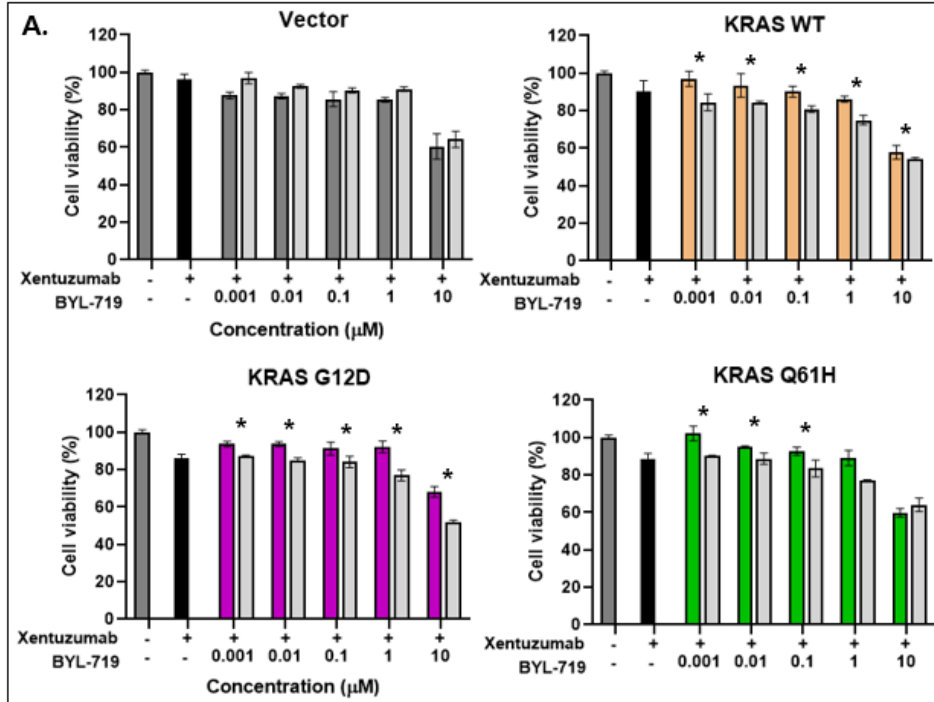 A.
Vector
Cell viability (%)
120
100
80
60
40
20
0
Xentuzumab - + + + + + +
BYL-719 - - 0.001 0.01 0.1 1 10
Concentration (μM)
KRAS WT
Cell viability (%)
120
100
80
60
40
20
0
* * * * *
Xentuzumab - + + + + + +
BYL-719 - - 0.001 0.01 0.1 1 10
KRAS G12D
Cell viability (%)
120
100
80
60
40
20
0
* * * * *
Xentuzumab - + + + + + +
BYL-719 - - 0.001 0.01 0.1 1 10
Concentration (μM)
KRAS Q61H
Cell viability (%)
120
100
80
60
40
20
0
* * *
Xentuzumab - + + + + + +
BYL-719 - - 0.001 0.01 0.1 1 10